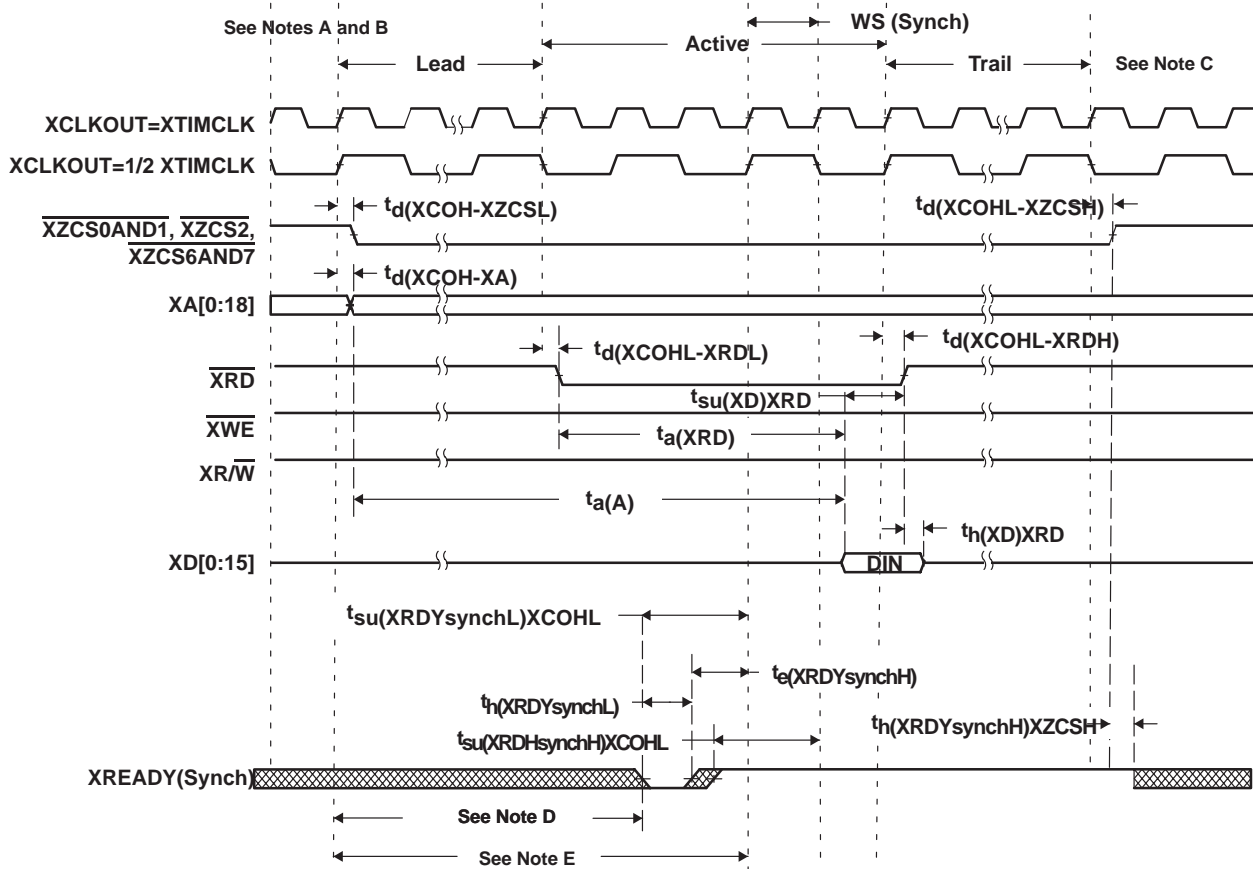 WS (Synch)
See Notes A and B
Active
Lead
Trail
See Note C
XCLKOUT=XTIMCLK
XCLKOUT=1/2 XTIMCLK
td(XCOH-XZCSL)
td(XCOHL-XZCSH)
XZCS0AND1, XZCS2,
XZCS6AND7
td(XCOH-XA)
XA[0:18]
td(XCOHL-XRDL)
td(XCOHL-XRDH)
XRD
tsu(XD)XRD
XWE
ta(XRD)
XR/W
ta(A)
th(XD)XRD
XD[0:15]
DIN
tsu(XRDYsynchL)XCOHL
te(XRDYsynchH)
th(XRDYsynchL)
th(XRDYsynchH)XZCSH
tsu(XRDHsynchH)XCOHL
XREADY(Synch)
See Note D
See Note E